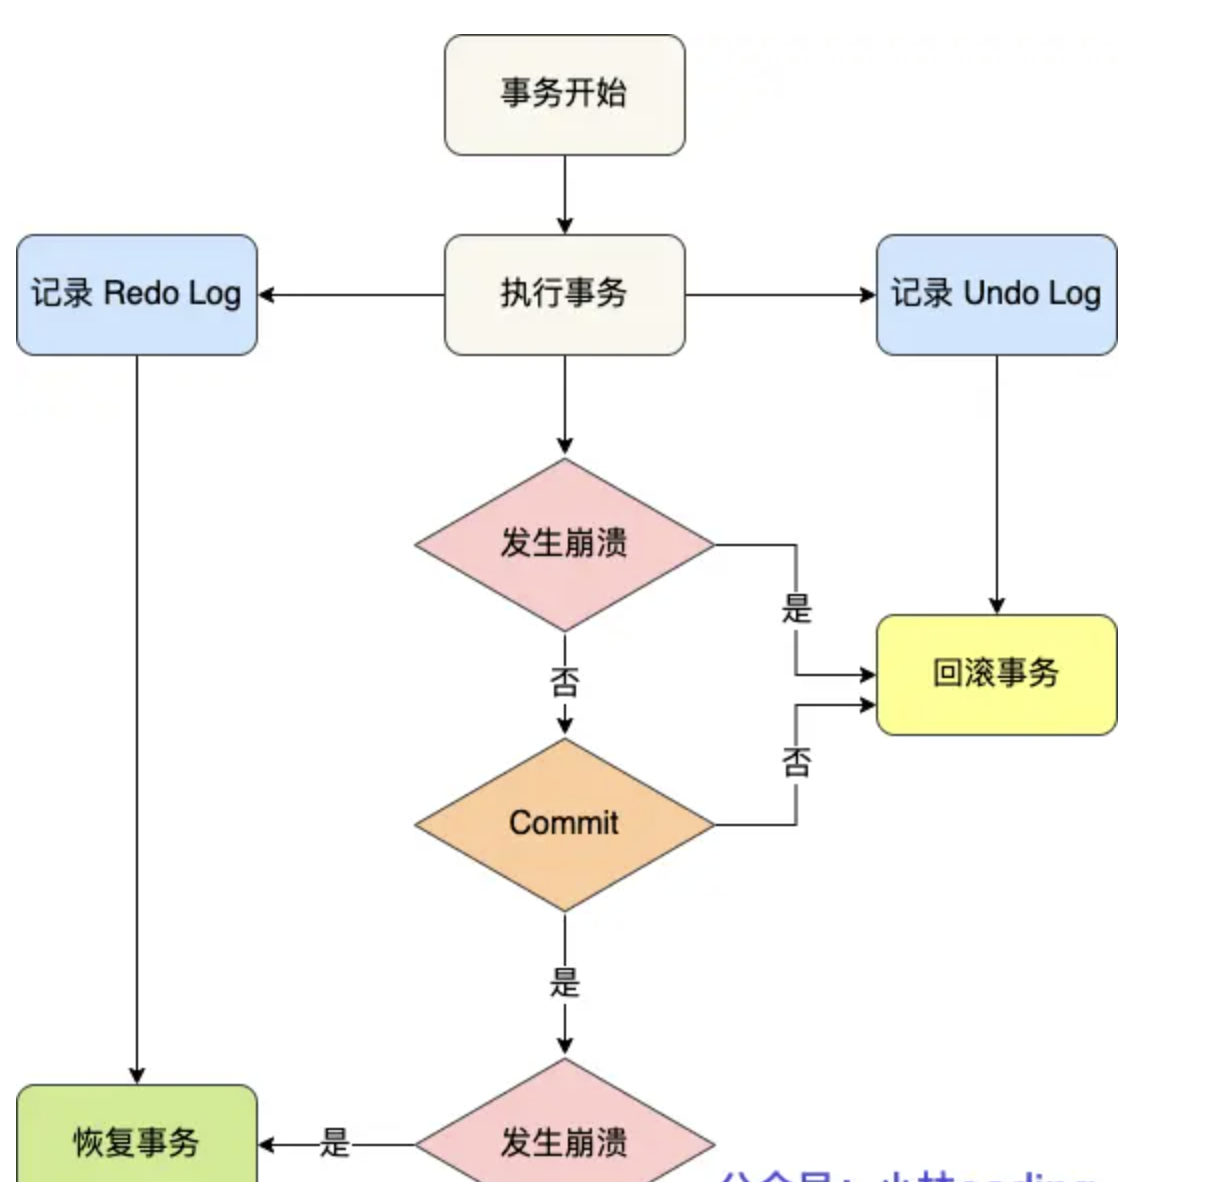 事务开始
记录 Redo Log
执行事务
记录 Undo Log
发生崩溃
是
否
回滚事务
否
Commit
是
恢复事务
是
发生崩溃